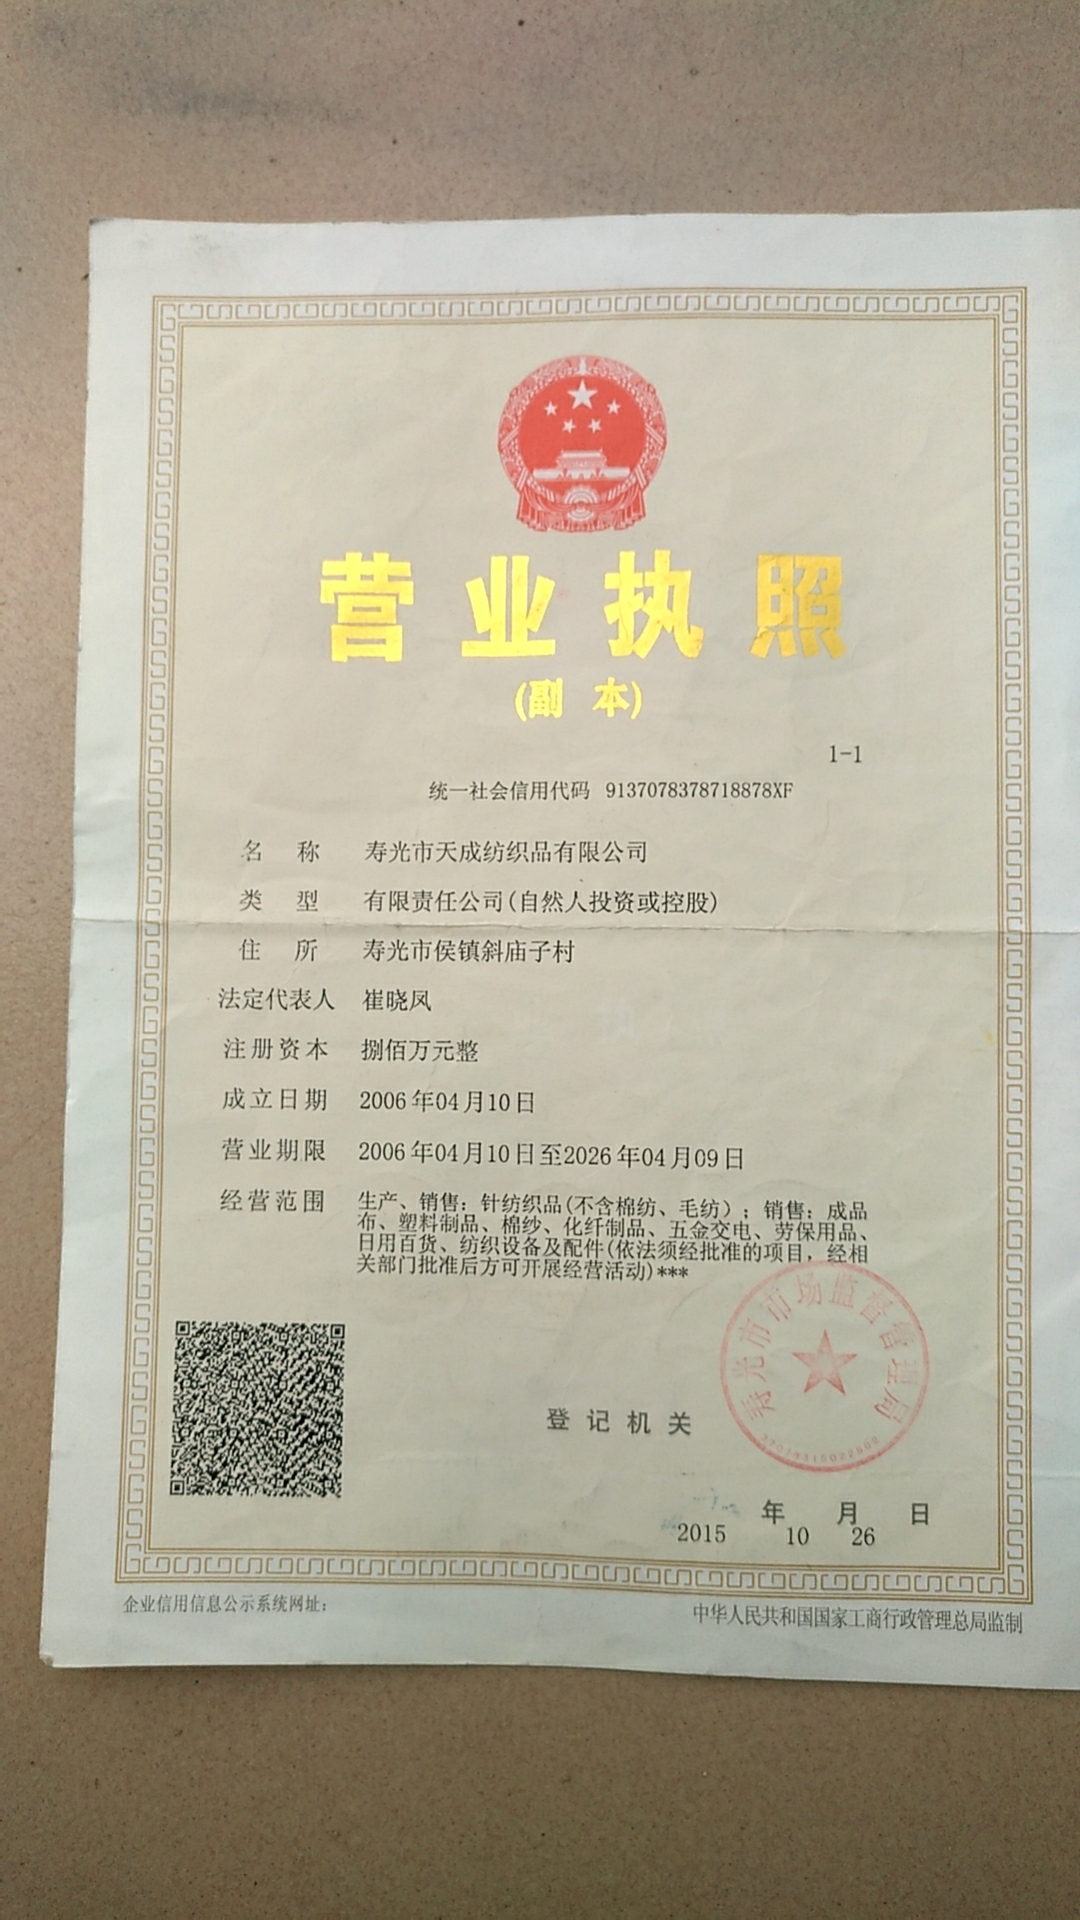 营业执照
(副 本)
1-1
统一社会信用代码 91370783787188​78XF
名 称 寿光市天成纺织品有限公司
类 型 有限责任公司(自然人投资或控股)
住 所 寿光市侯镇斜庙子村
法定代表人 崔晓凤
注册资本 捌佰万元整
成立日期 2006年04月10日
营业期限 2006年04月10日至2026年04月09日
经营范围 生产、销售：针纺织品(不含棉纺、毛纺）；销售：成品
布、塑料制品、棉纱、化纤制品、五金交电、劳保用品、
日用百货、纺织设备及配件(依法须经批准的项目，经相
关部门批准后方可开展经营活动)***
寿光市市场监督管理局
登记机关
年 月 日
2015 10 26
企业信用信息公示系统网址：
中华人民共和国国家工商行政管理总局监制